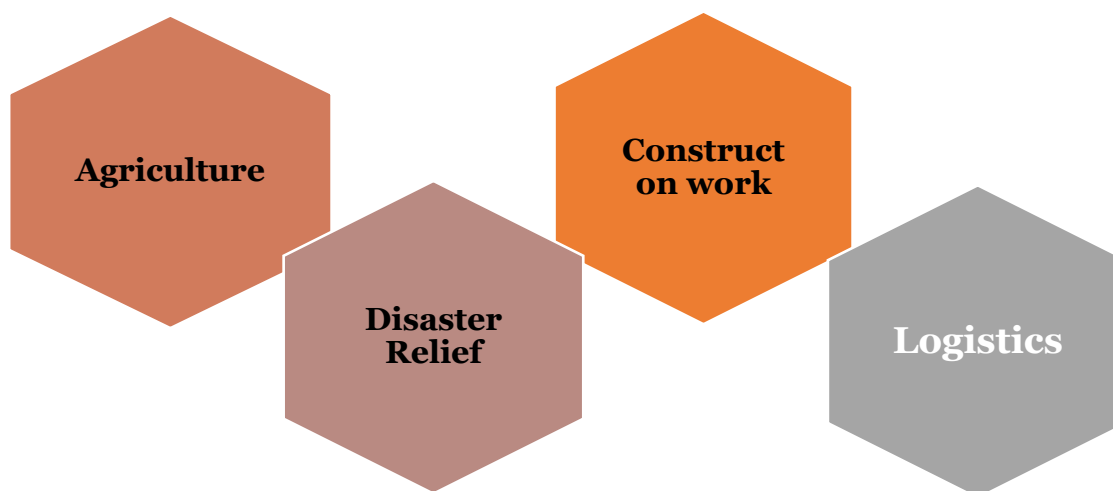 Agriculture
Disaster
Relief
Construct
on work
Logistics